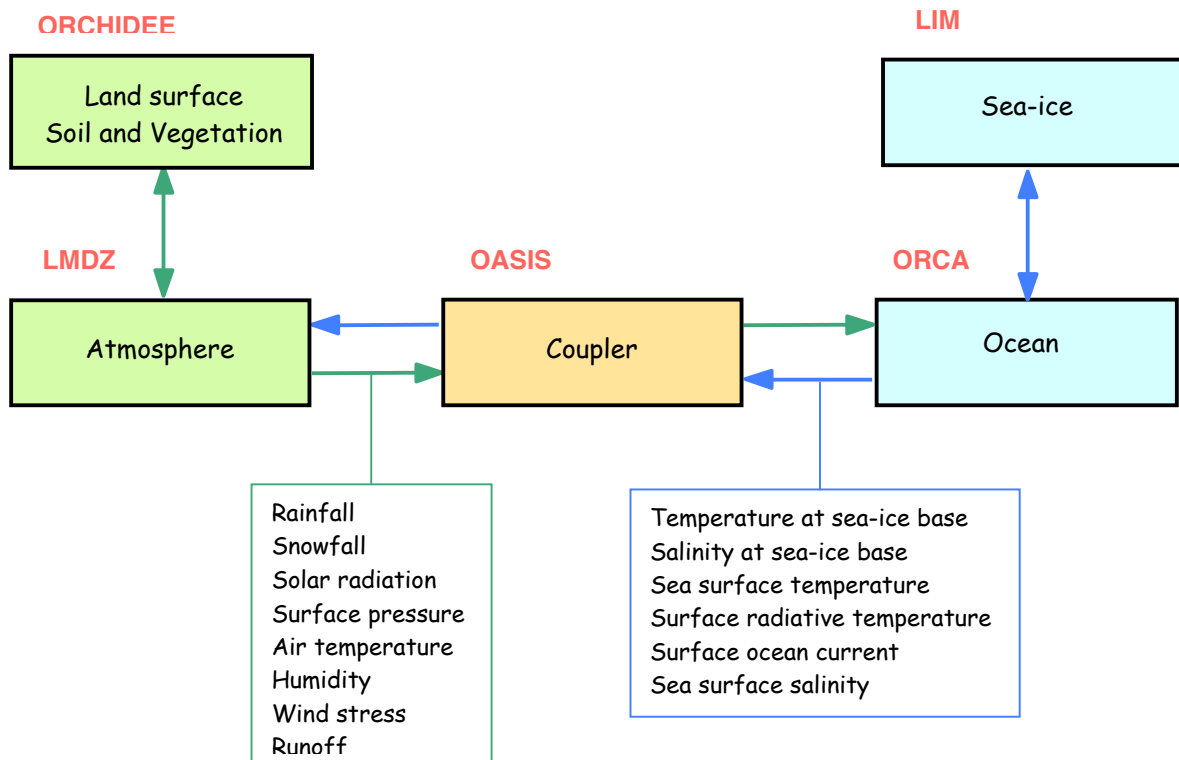 ORCHIDEE
LIM
Land surface
Soil and Vegetation
Sea-ice
LMDZ
OASIS
ORCA
Atmosphere
Coupler
Ocean
Rainfall
Snowfall
Solar radiation
Surface pressure
Air temperature
Humidity
Wind stress
Runoff
Temperature at sea-ice base
Salinity at sea-ice base
Sea surface temperature
Surface radiative temperature
Surface ocean current
Sea surface salinity